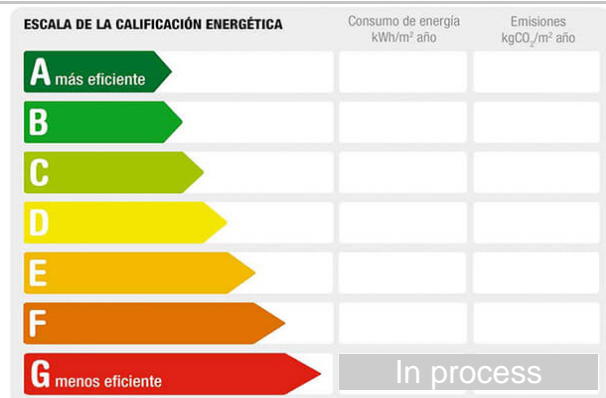 ESCALA DE LA CALIFICACIÓN ENERGÉTICA
Consumo de energía
kWh/m² año
Emisiones
kgCO₂/m² año
A más eficiente
B
C
D
E
F
G menos eficiente
In process